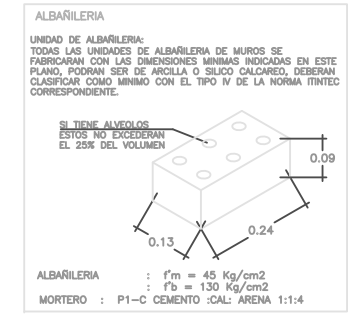 ALBAÑILERIA
UNIDAD DE ALBAÑILERIA:
TODAS LAS UNIDADES DE ALBAÑILERIA DE MUROS SE
FABRICARAN CON LAS DIMENSIONES MINIMAS INDICADAS EN ESTE
PLANO, PODRAN SER DE ARCILLA O SILICO CALCAREO, DEBERAN
CLASIFICAR COMO MINIMO CON EL TIPO IV DE LA NORMA ITINTEC
CORRESPONDIENTE.
SI TIENE ALVEOLOS
ESTOS NO EXCEDERAN
EL 25% DEL VOLUMEN
0.09
0.13
0.24
ALBAÑILERIA : f'm = 45 Kg/cm2
: f'b = 130 Kg/cm2
MORTERO : P1-C CEMENTO :CAL: ARENA 1:1:4